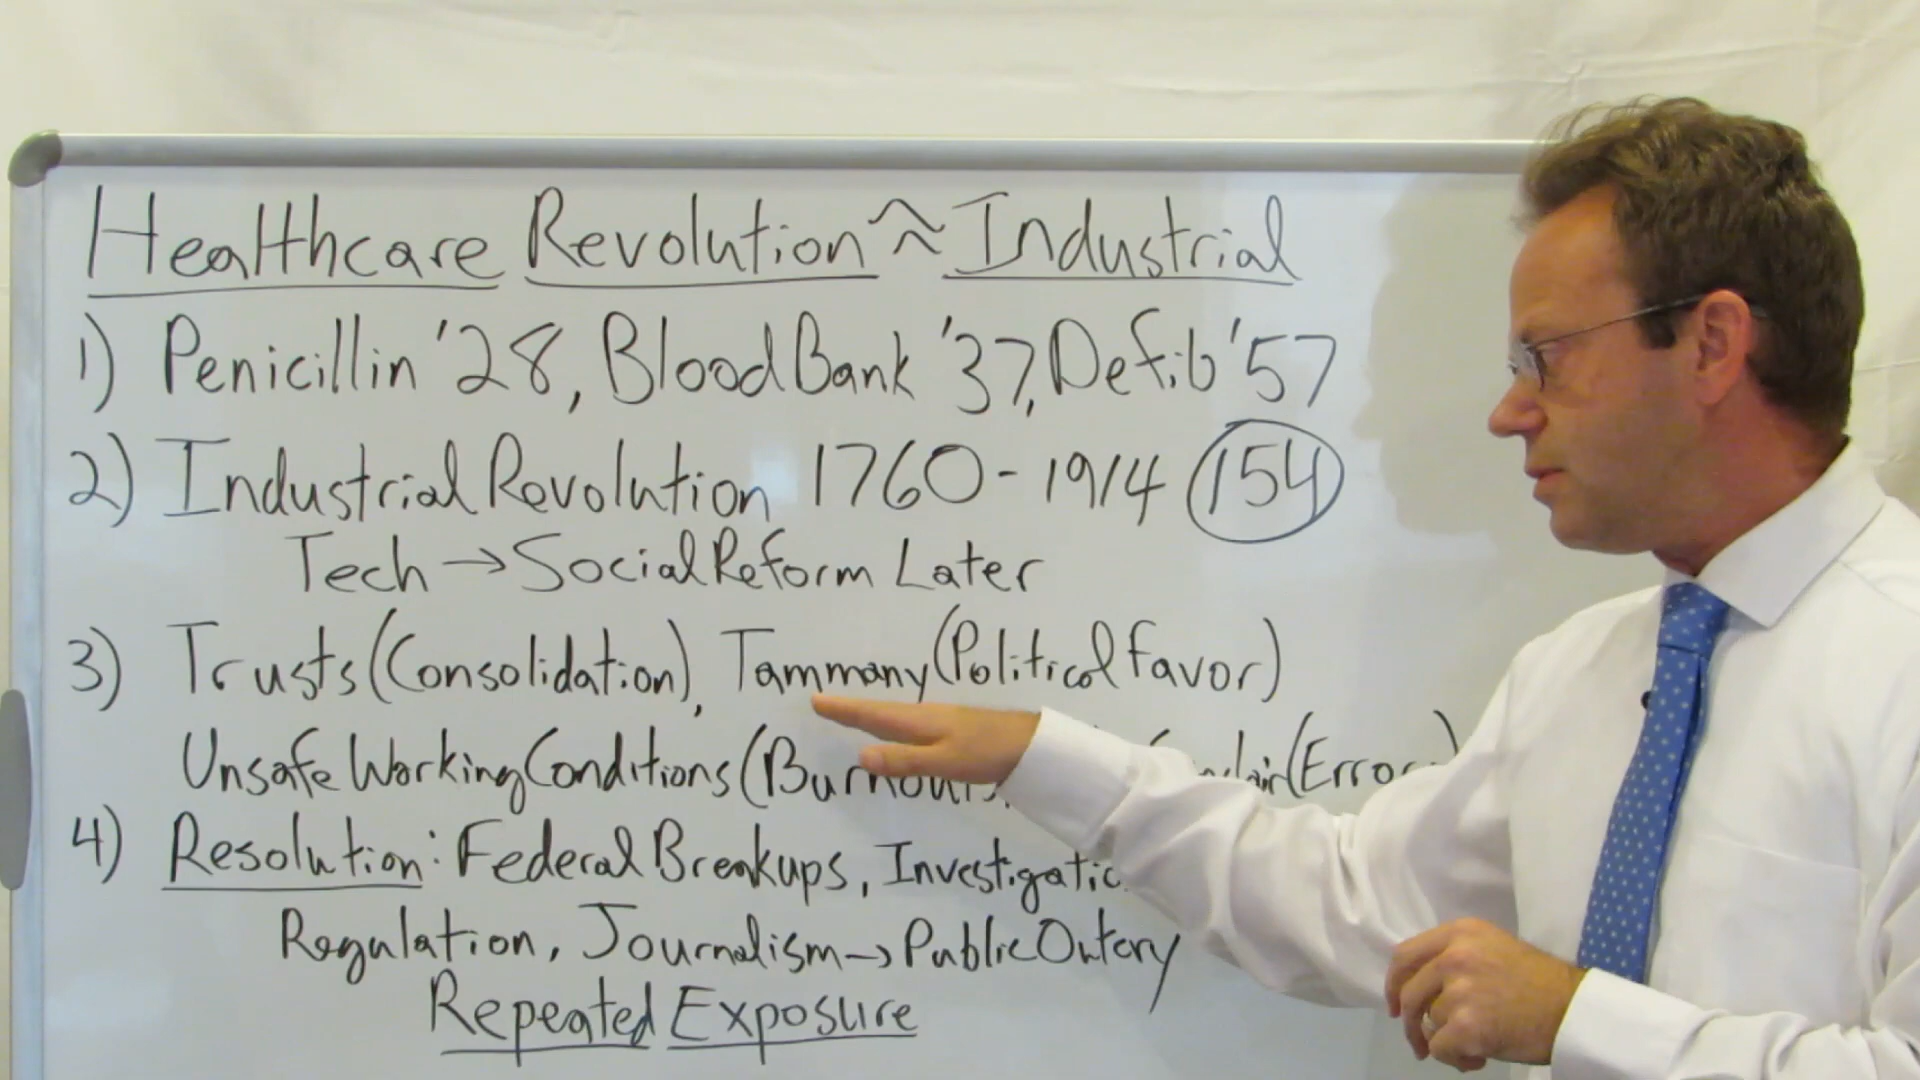 Healthcare Revolution ≈ Industrial
1) Penicillin '28, Blood Bank '37, Defib '57
2) Industrial Revolution 1760 - 1914 154
Tech → Social Reform Later
3) Trusts (Consolidation), Tammany (Political Favor)
Unsafe Working Conditions (Burnout), (Error)
4) Resolution: Federal Breakups,
Regulation, Journalism → Public Outcry
Repeated Exposure